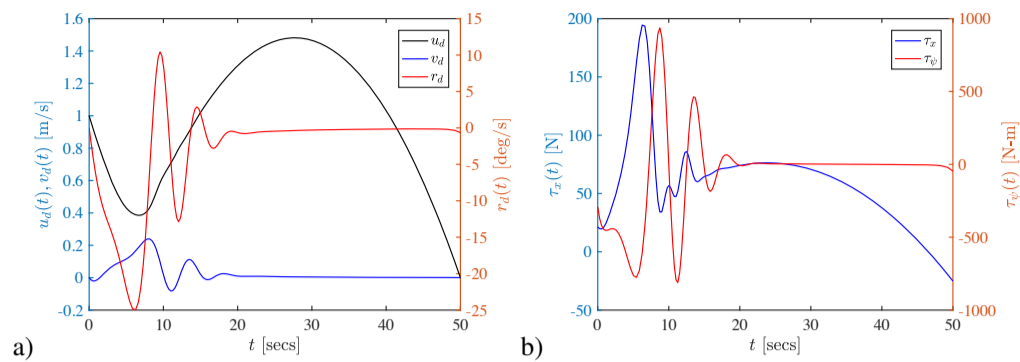 1.6
1.4
1.2
1
0.8
0.6
0.4
0.2
0
-0.2
u_d(t), v_d(t) [m/s]
0 10 20 30 40 50
t [secs]
10
15
5
0
-5
-10
-15
-20
-25
r_d(t) [deg/s]
u_d
v_d
r_d
a)
200
150
100
50
0
-50
τ_x(t) [N]
0 10 20 30 40 50
t [secs]
1000
500
0
-500
-1000
τ_ψ(t) [N-m]
τ_x
τ_ψ
b)